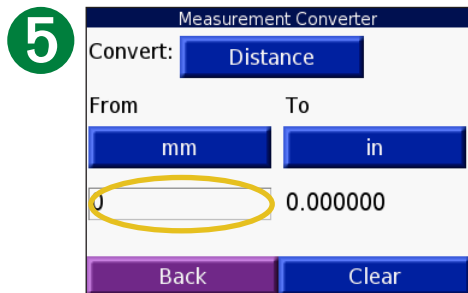 5
Measurement Converter
Convert: Distance
From To
mm in
0 0.000000
Back Clear